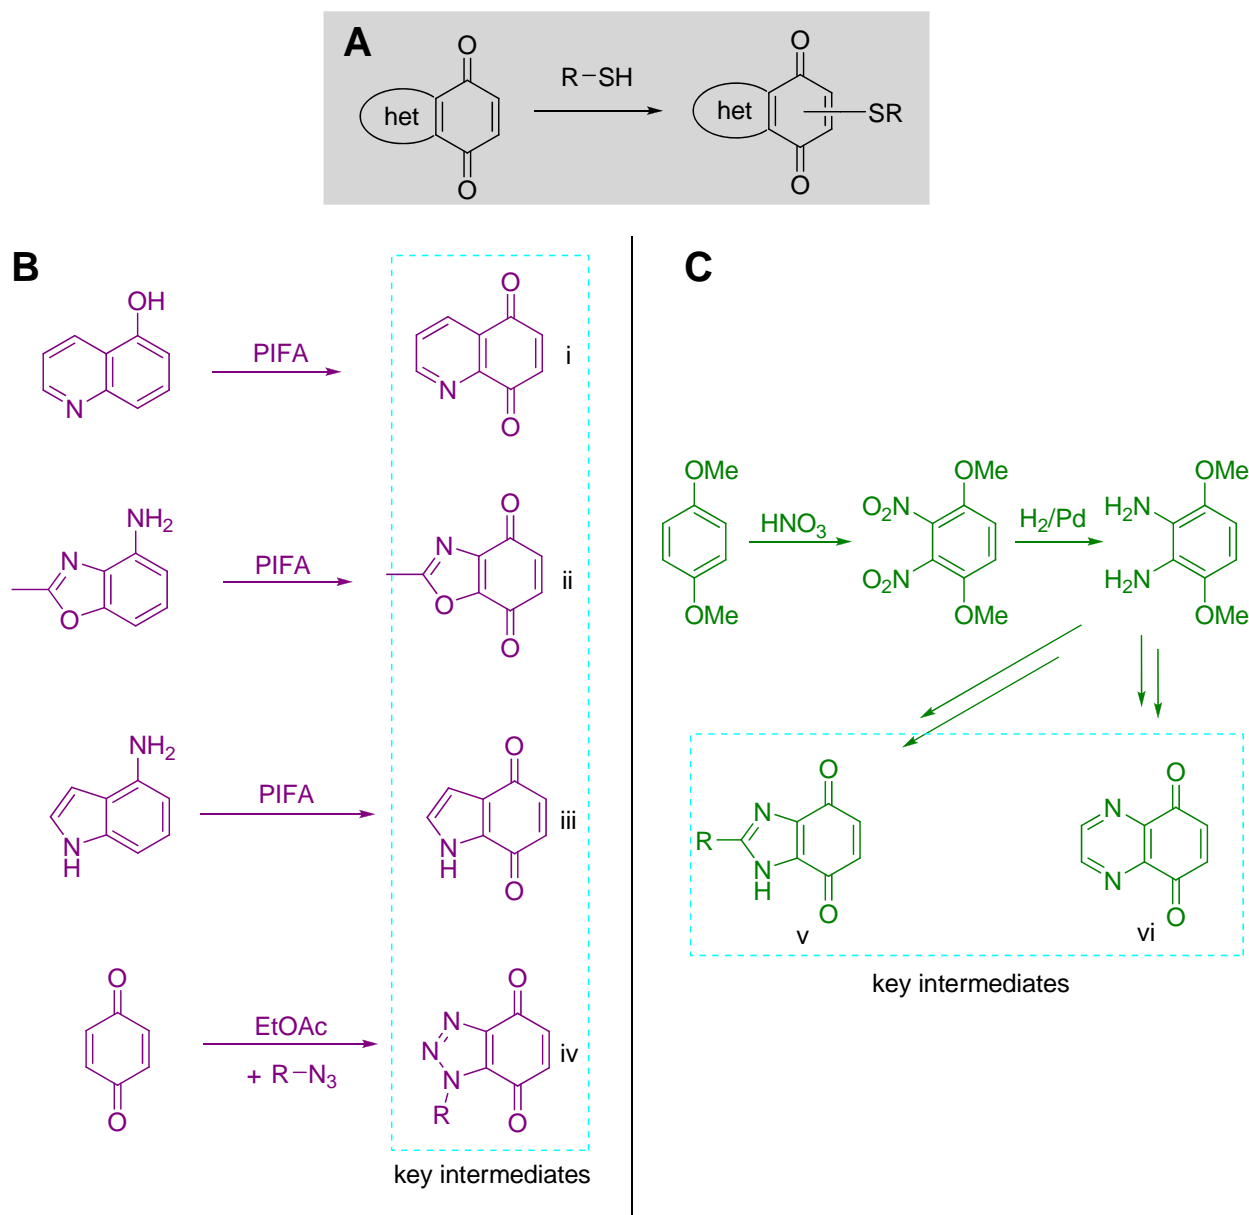 A
O
R–SH
O
het
het
SR
O
O
B
C
OH
O
PIFA
i
N
N
O
NH2
O
N
PIFA
N
ii
O
O
O
NH2
O
PIFA
iii
N
H
N
H
O
O
O
EtOAc
N
N
iv
+ R–N3
N
R
O
O
key intermediates
OMe
OMe
OMe
HNO3
O2N
H2/Pd
H2N
O2N
H2N
OMe
OMe
OMe
O
O
N
N
R
N
H
N
O
O
v
vi
key intermediates